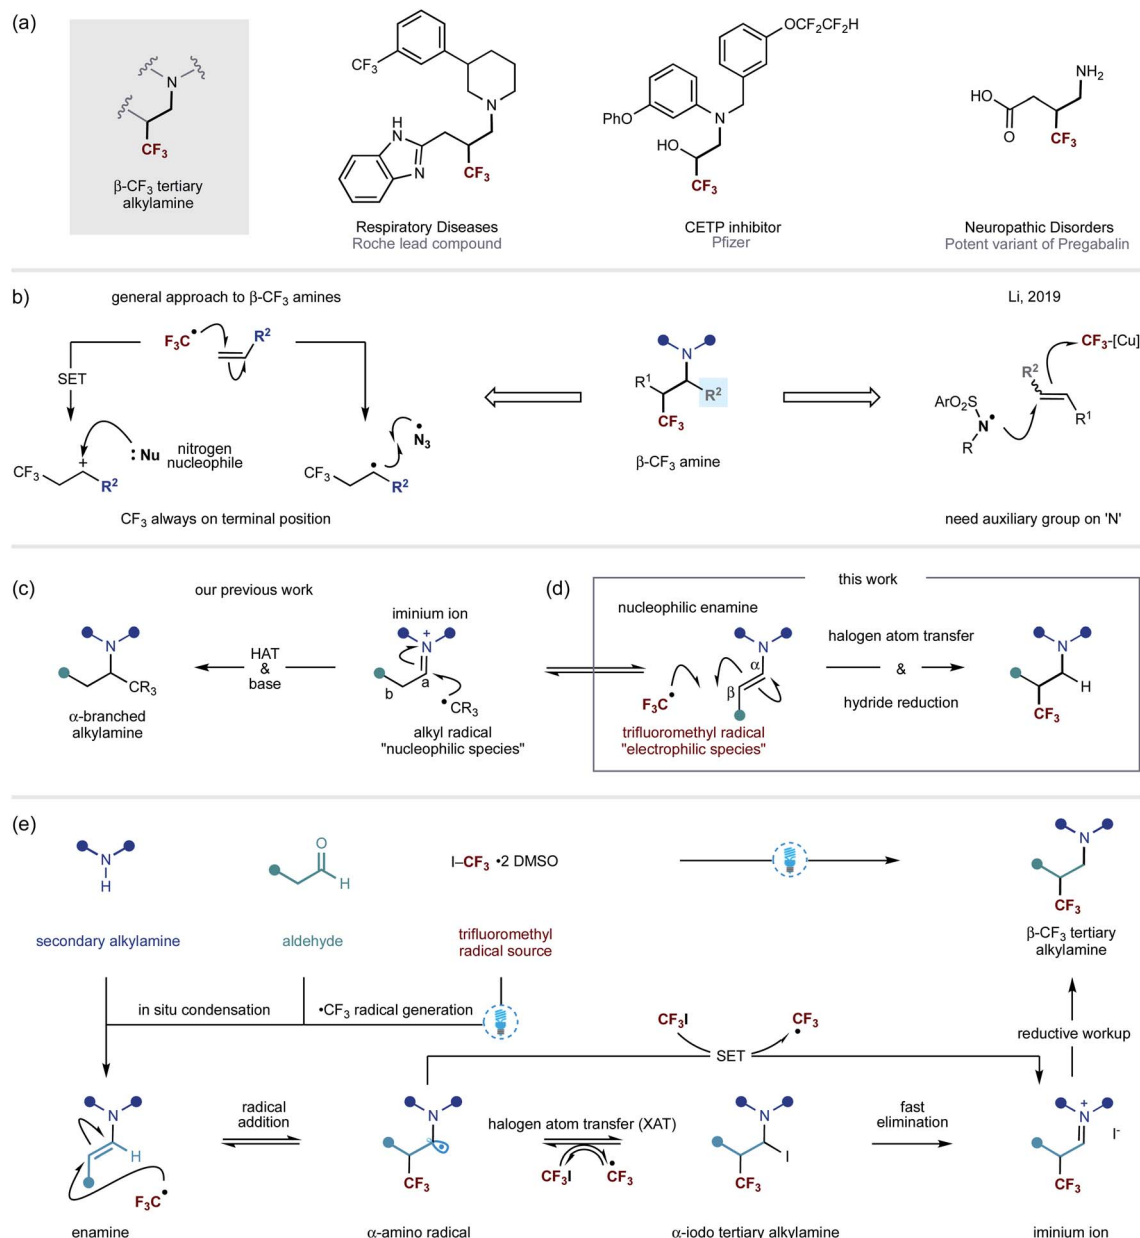 (a)
N
CF₃
β-CF₃ tertiary
alkylamine
CF₃
N
HN
N
CF₃
Respiratory Diseases
Roche lead compound
OCF₂CF₂H
PhO
N
HO
CF₃
CETP inhibitor
Pfizer
NH₂
HO
O
CF₃
Neuropathic Disorders
Potent variant of Pregabalin
b)
general approach to β-CF₃ amines
F₃C•
R²
SET
+
:Nu
nitrogen
nucleophile
CF₃
R²
•
N₃
CF₃
•
R²
CF₃ always on terminal position
N
R¹
R²
CF₃
β-CF₃ amine
Li, 2019
CF₃-[Cu]
R²
R¹
ArO₂S
N•
R
need auxiliary group on 'N'
(c)
our previous work
N
CR₃
α-branched
alkylamine
HAT
&
base
iminium ion
+
N
b
a
•CR₃
alkyl radical
"nucleophilic species"
(d)
this work
nucleophilic enamine
N
α
β
F₃C•
trifluoromethyl radical
"electrophilic species"
halogen atom transfer
&
hydride reduction
N
H
CF₃
(e)
N
H
secondary alkylamine
O
H
aldehyde
I–CF₃ •2 DMSO
trifluoromethyl
radical source
N
CF₃
β-CF₃ tertiary
alkylamine
in situ condensation
•CF₃ radical generation
CF₃I
SET
•CF₃
reductive workup
N
H
F₃C•
enamine
radical
addition
N
•
CF₃
α-amino radical
halogen atom transfer (XAT)
CF₃I
•CF₃
N
I
CF₃
α-iodo tertiary alkylamine
fast
elimination
+
N
I⁻
CF₃
iminium ion